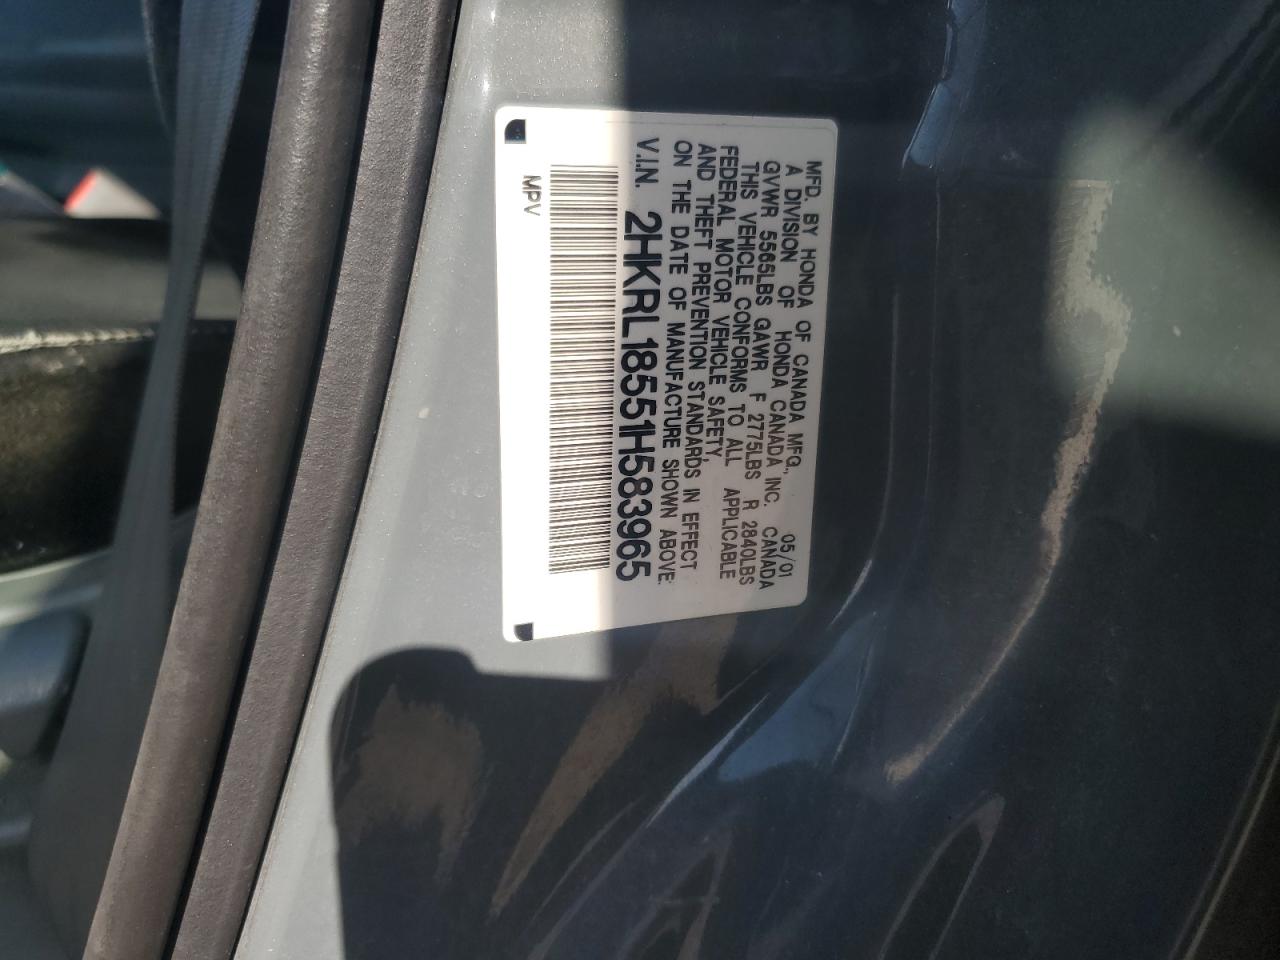 MFD. BY HONDA OF CANADA MFG., 05/01
A DIVISION OF HONDA CANADA INC. CANADA
GVWR 5565LBS GAWR F 2775LBS R 2840LBS
THIS VEHICLE CONFORMS TO ALL APPLICABLE
FEDERAL MOTOR VEHICLE SAFETY,
AND THEFT PREVENTION STANDARDS IN EFFECT
ON THE DATE OF MANUFACTURE SHOWN ABOVE.
V.I.N. 2HKRL18551H583965
MPV